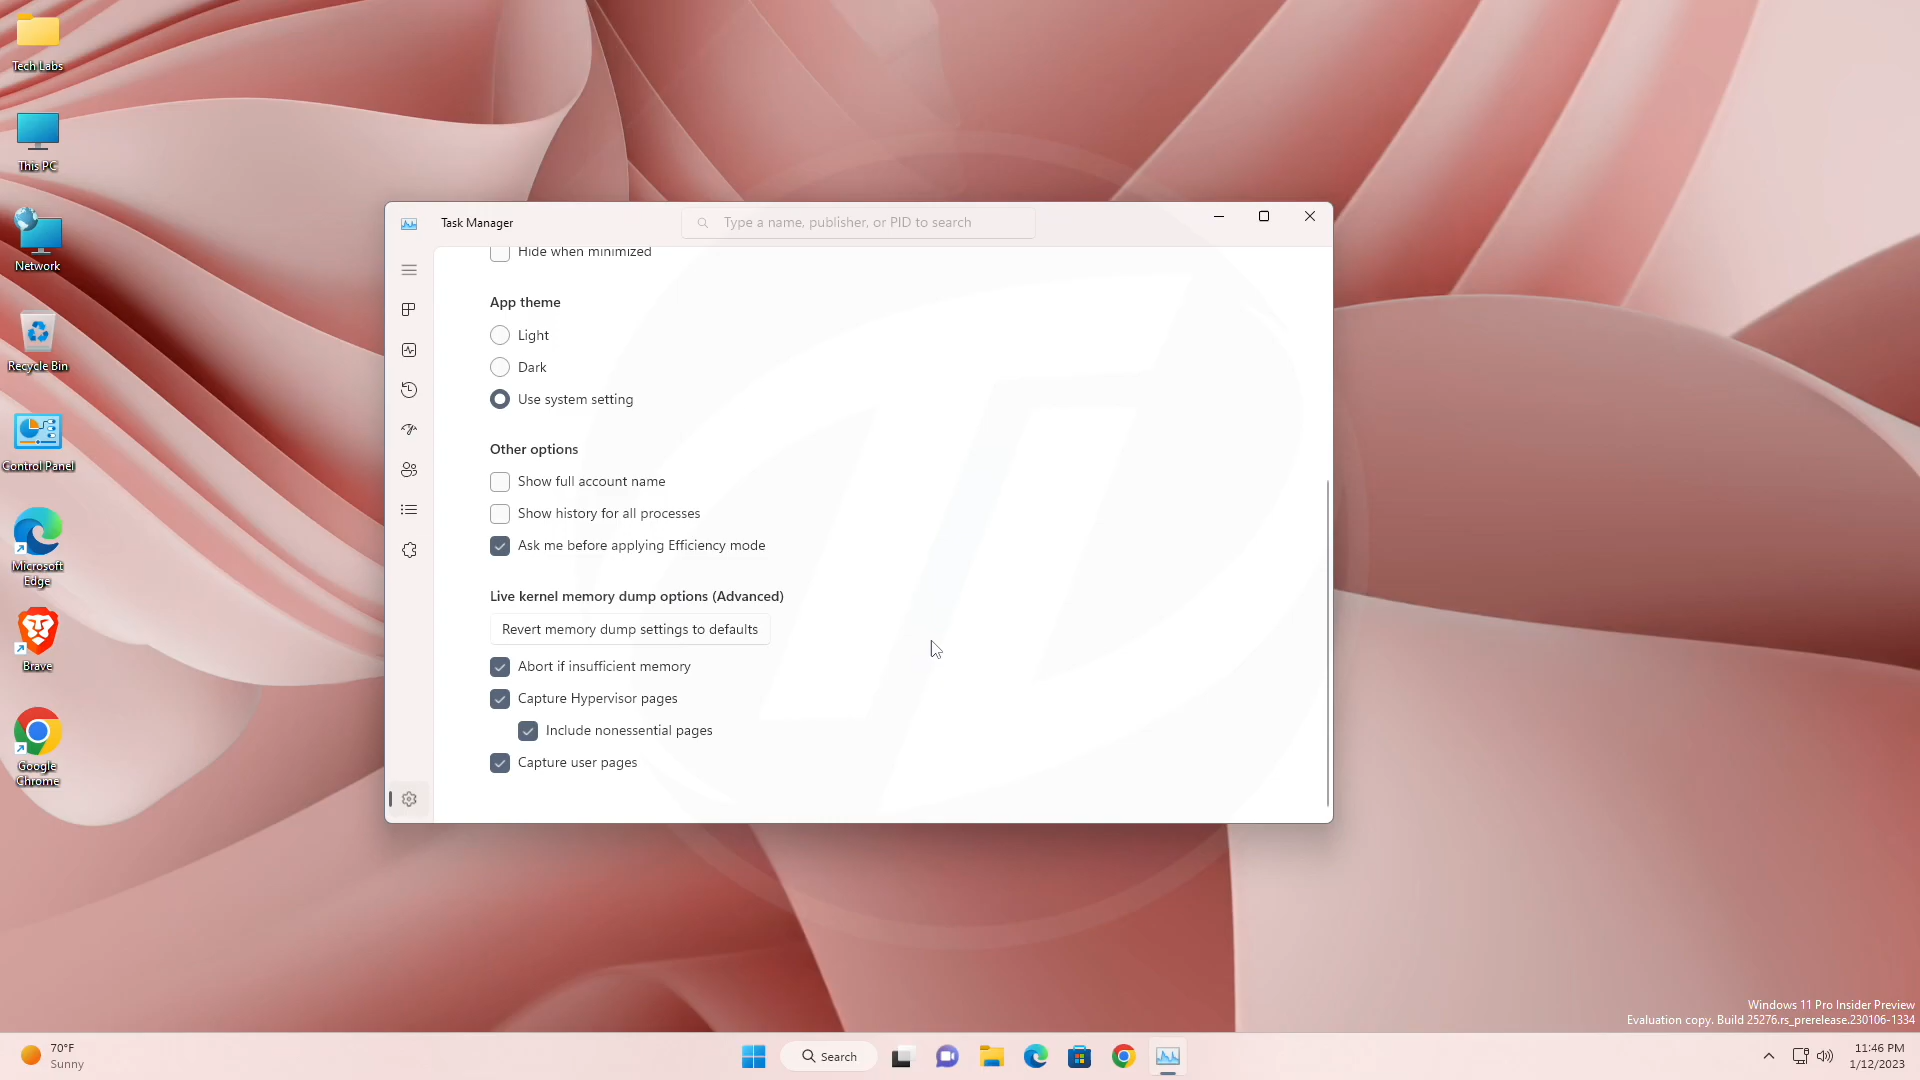 Tech Labs
This PC
Network
Recycle Bin
Control Panel
Microsoft
Edge
Brave
Google
Chrome
Task Manager
Type a name, publisher, or PID to search
Hide when minimized
App theme
Light
Dark
Use system setting
Other options
Show full account name
Show history for all processes
Ask me before applying Efficiency mode
Live kernel memory dump options (Advanced)
Revert memory dump settings to defaults
Abort if insufficient memory
Capture Hypervisor pages
Include nonessential pages
Capture user pages
Windows 11 Pro Insider Preview
Evaluation copy. Build 25276.rs_prerelease.230106-1334
70°F
Sunny
Search
11:46 PM
1/12/2023